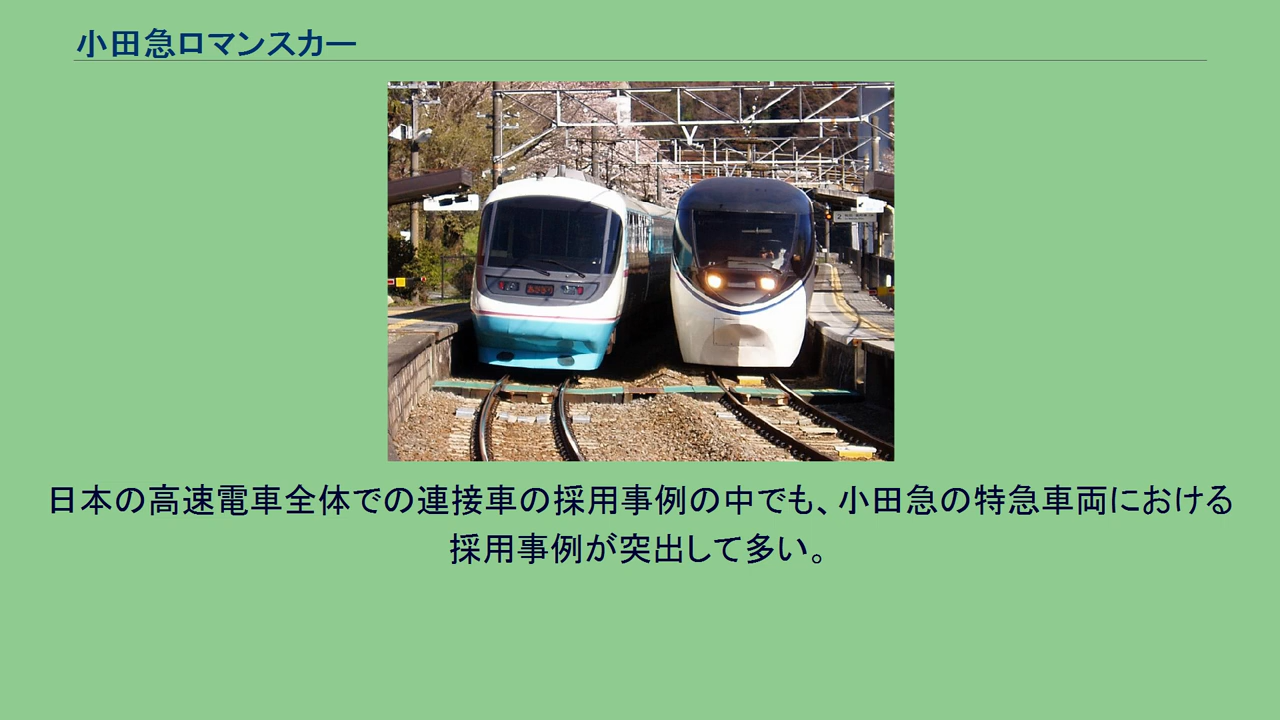 小田急ロマンスカー
日本の高速電車全体での連接車の採用事例の中でも、小田急の特急車両における
採用事例が突出して多い。